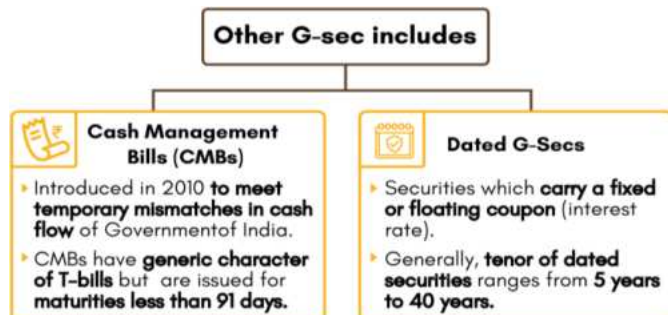 Other G-sec includes
Cash Management
Bills (CMBs)
Introduced in 2010 to meet
temporary mismatches in cash
flow of Governmentof India.
CMBs have generic character
of T-bills but are issued for
maturities less than 91 days.
Dated G-Secs
Securities which carry a fixed
or floating coupon (interest
rate).
Generally, tenor of dated
securities ranges from 5 years
to 40 years.